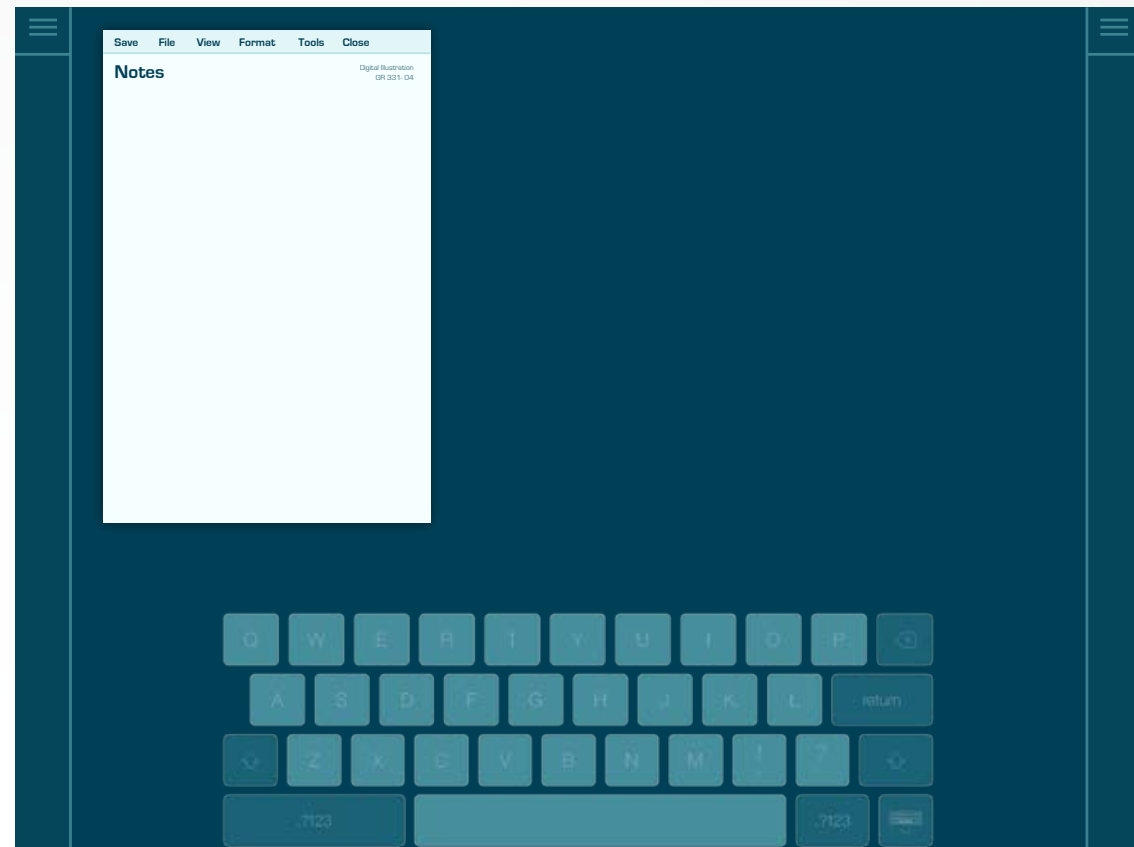 Save File View Format Tools Close
Notes
Digital Illustration
GR 331- 04
Q W E R T Y U I O P
A S D F G H J K L return
Z X C V B N M ! ?
.?123 .?123